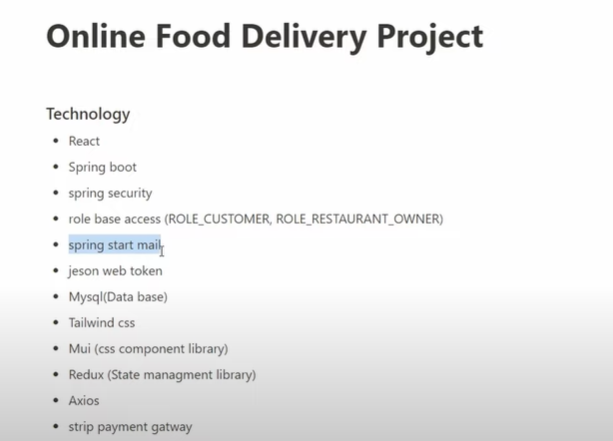 Online Food Delivery Project
Technology
React
Spring boot
spring security
role base access (ROLE_CUSTOMER, ROLE_RESTAURANT_OWNER)
spring start mail
jeson web token
Mysql(Data base)
Tailwind css
Mui (css component library)
Redux (State managment library)
Axios
strip payment gatway